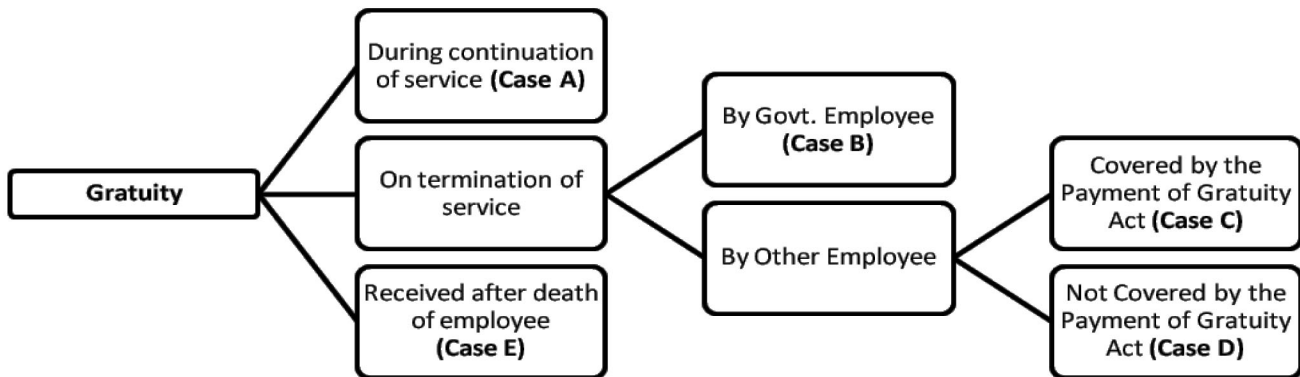 Gratuity
During continuation
of service (Case A)
On termination of
service
Received after death
of employee
(Case E)
By Govt. Employee
(Case B)
By Other Employee
Covered by the
Payment of Gratuity
Act (Case C)
Not Covered by the
Payment of Gratuity
Act (Case D)